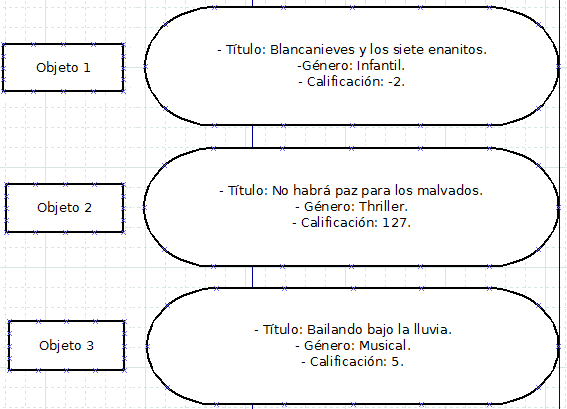 Objeto 1
- Título: Blancanieves y los siete enanitos.
-Género: Infantil.
- Calificación: -2.
Objeto 2
- Título: No habrá paz para los malvados.
- Género: Thriller.
- Calificación: 127.
Objeto 3
- Título: Bailando bajo la lluvia.
- Género: Musical.
- Calificación: 5.